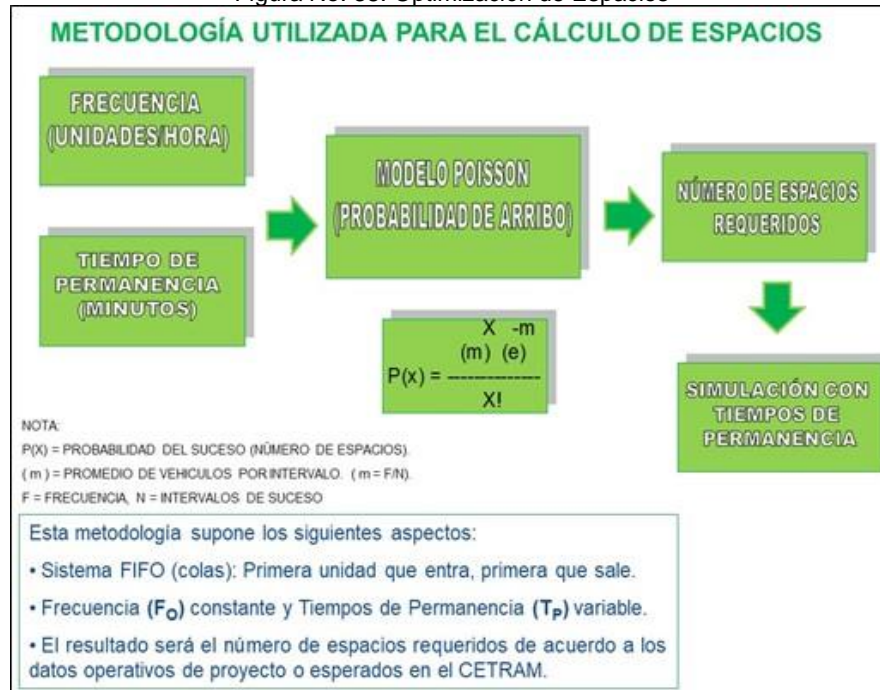 METODOLOGÍA UTILIZADA PARA EL CÁLCULO DE ESPACIOS
FRECUENCIA
(UNIDADES/HORA)
TIEMPO DE
PERMANENCIA
(MINUTOS)
MODELO POISSON
(PROBABILIDAD DE ARRIBO)
NÚMERO DE ESPACIOS
REQUERIDOS
X -m
(m) (e)
P(x) = --------------
X!
SIMULACIÓN CON
TIEMPOS DE
PERMANENCIA
NOTA:
P(X) = PROBABILIDAD DEL SUCESO (NÚMERO DE ESPACIOS).
( m ) = PROMEDIO DE VEHICULOS POR INTERVALO. ( m = F/N).
F = FRECUENCIA, N = INTERVALOS DE SUCESO
Esta metodología supone los siguientes aspectos:
• Sistema FIFO (colas): Primera unidad que entra, primera que sale.
• Frecuencia (FO) constante y Tiempos de Permanencia (TP) variable.
• El resultado será el número de espacios requeridos de acuerdo a los
datos operativos de proyecto o esperados en el CETRAM.